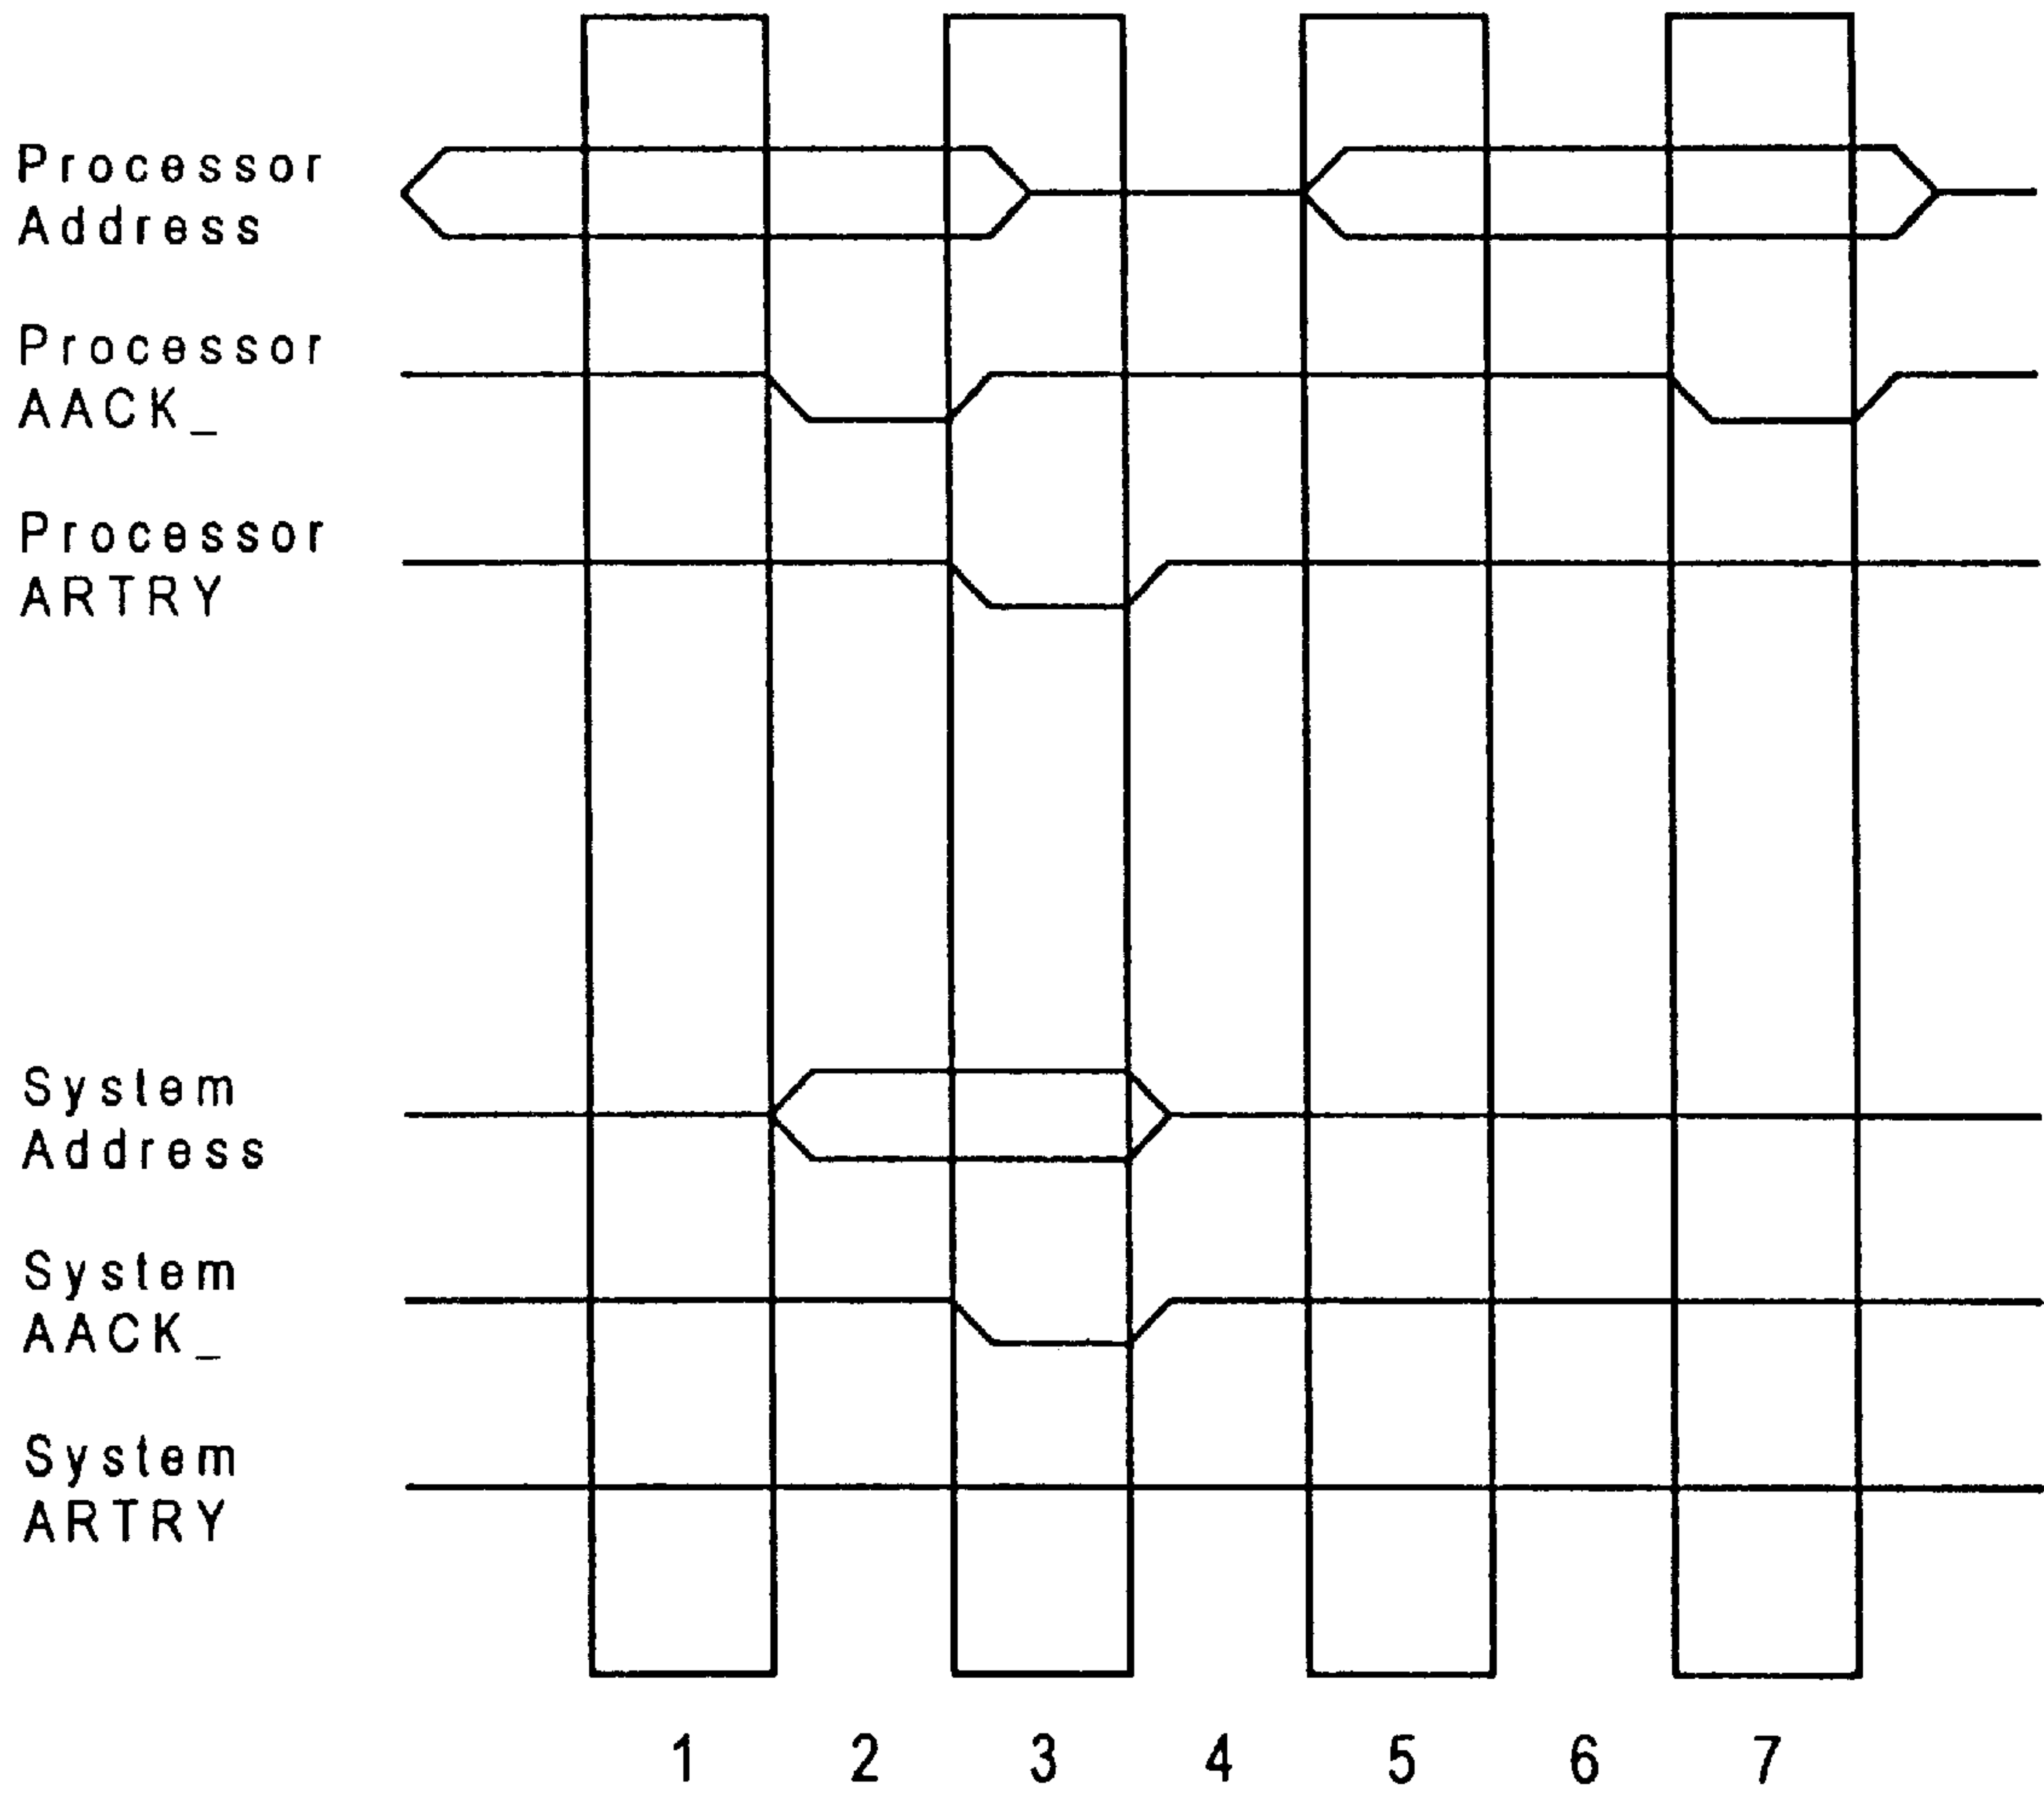 Processor
Address
Processor
AACK_
Processor
ARTRY
System
Address
System
AACK_
System
ARTRY
1 2 3 4 5 6 7